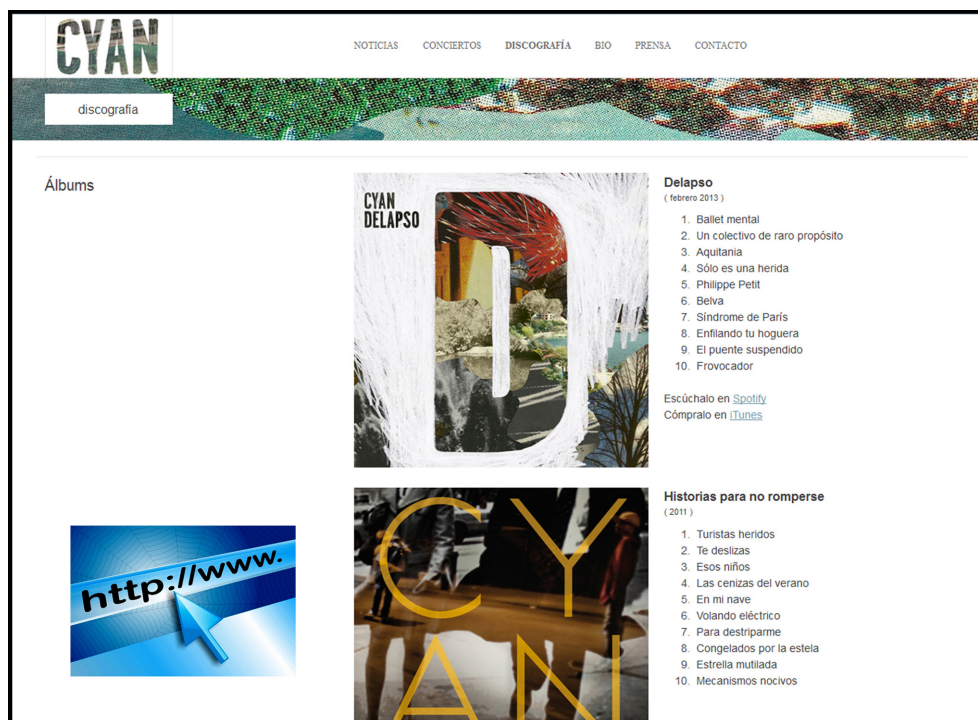 CYAN
NOTICIAS CONCIERTOS DISCOGRAFÍA BIO PRENSA CONTACTO
discografía
Álbums
CYAN
DELAPSO
D
Delapso
( febrero 2013 )
1. Ballet mental
2. Un colectivo de raro propósito
3. Aquitania
4. Sólo es una herida
5. Philippe Petit
6. Belva
7. Síndrome de París
8. Enfilando tu hoguera
9. El puente suspendido
10. Frovocador
Escúchalo en Spotify
Cómpralo en iTunes
http://www.
CY
AN
Historias para no romperse
( 2011 )
1. Turistas heridos
2. Te deslizas
3. Esos niños
4. Las cenizas del verano
5. En mi nave
6. Volando eléctrico
7. Para destriparme
8. Congelados por la estela
9. Estrella mutilada
10. Mecanismos nocivos